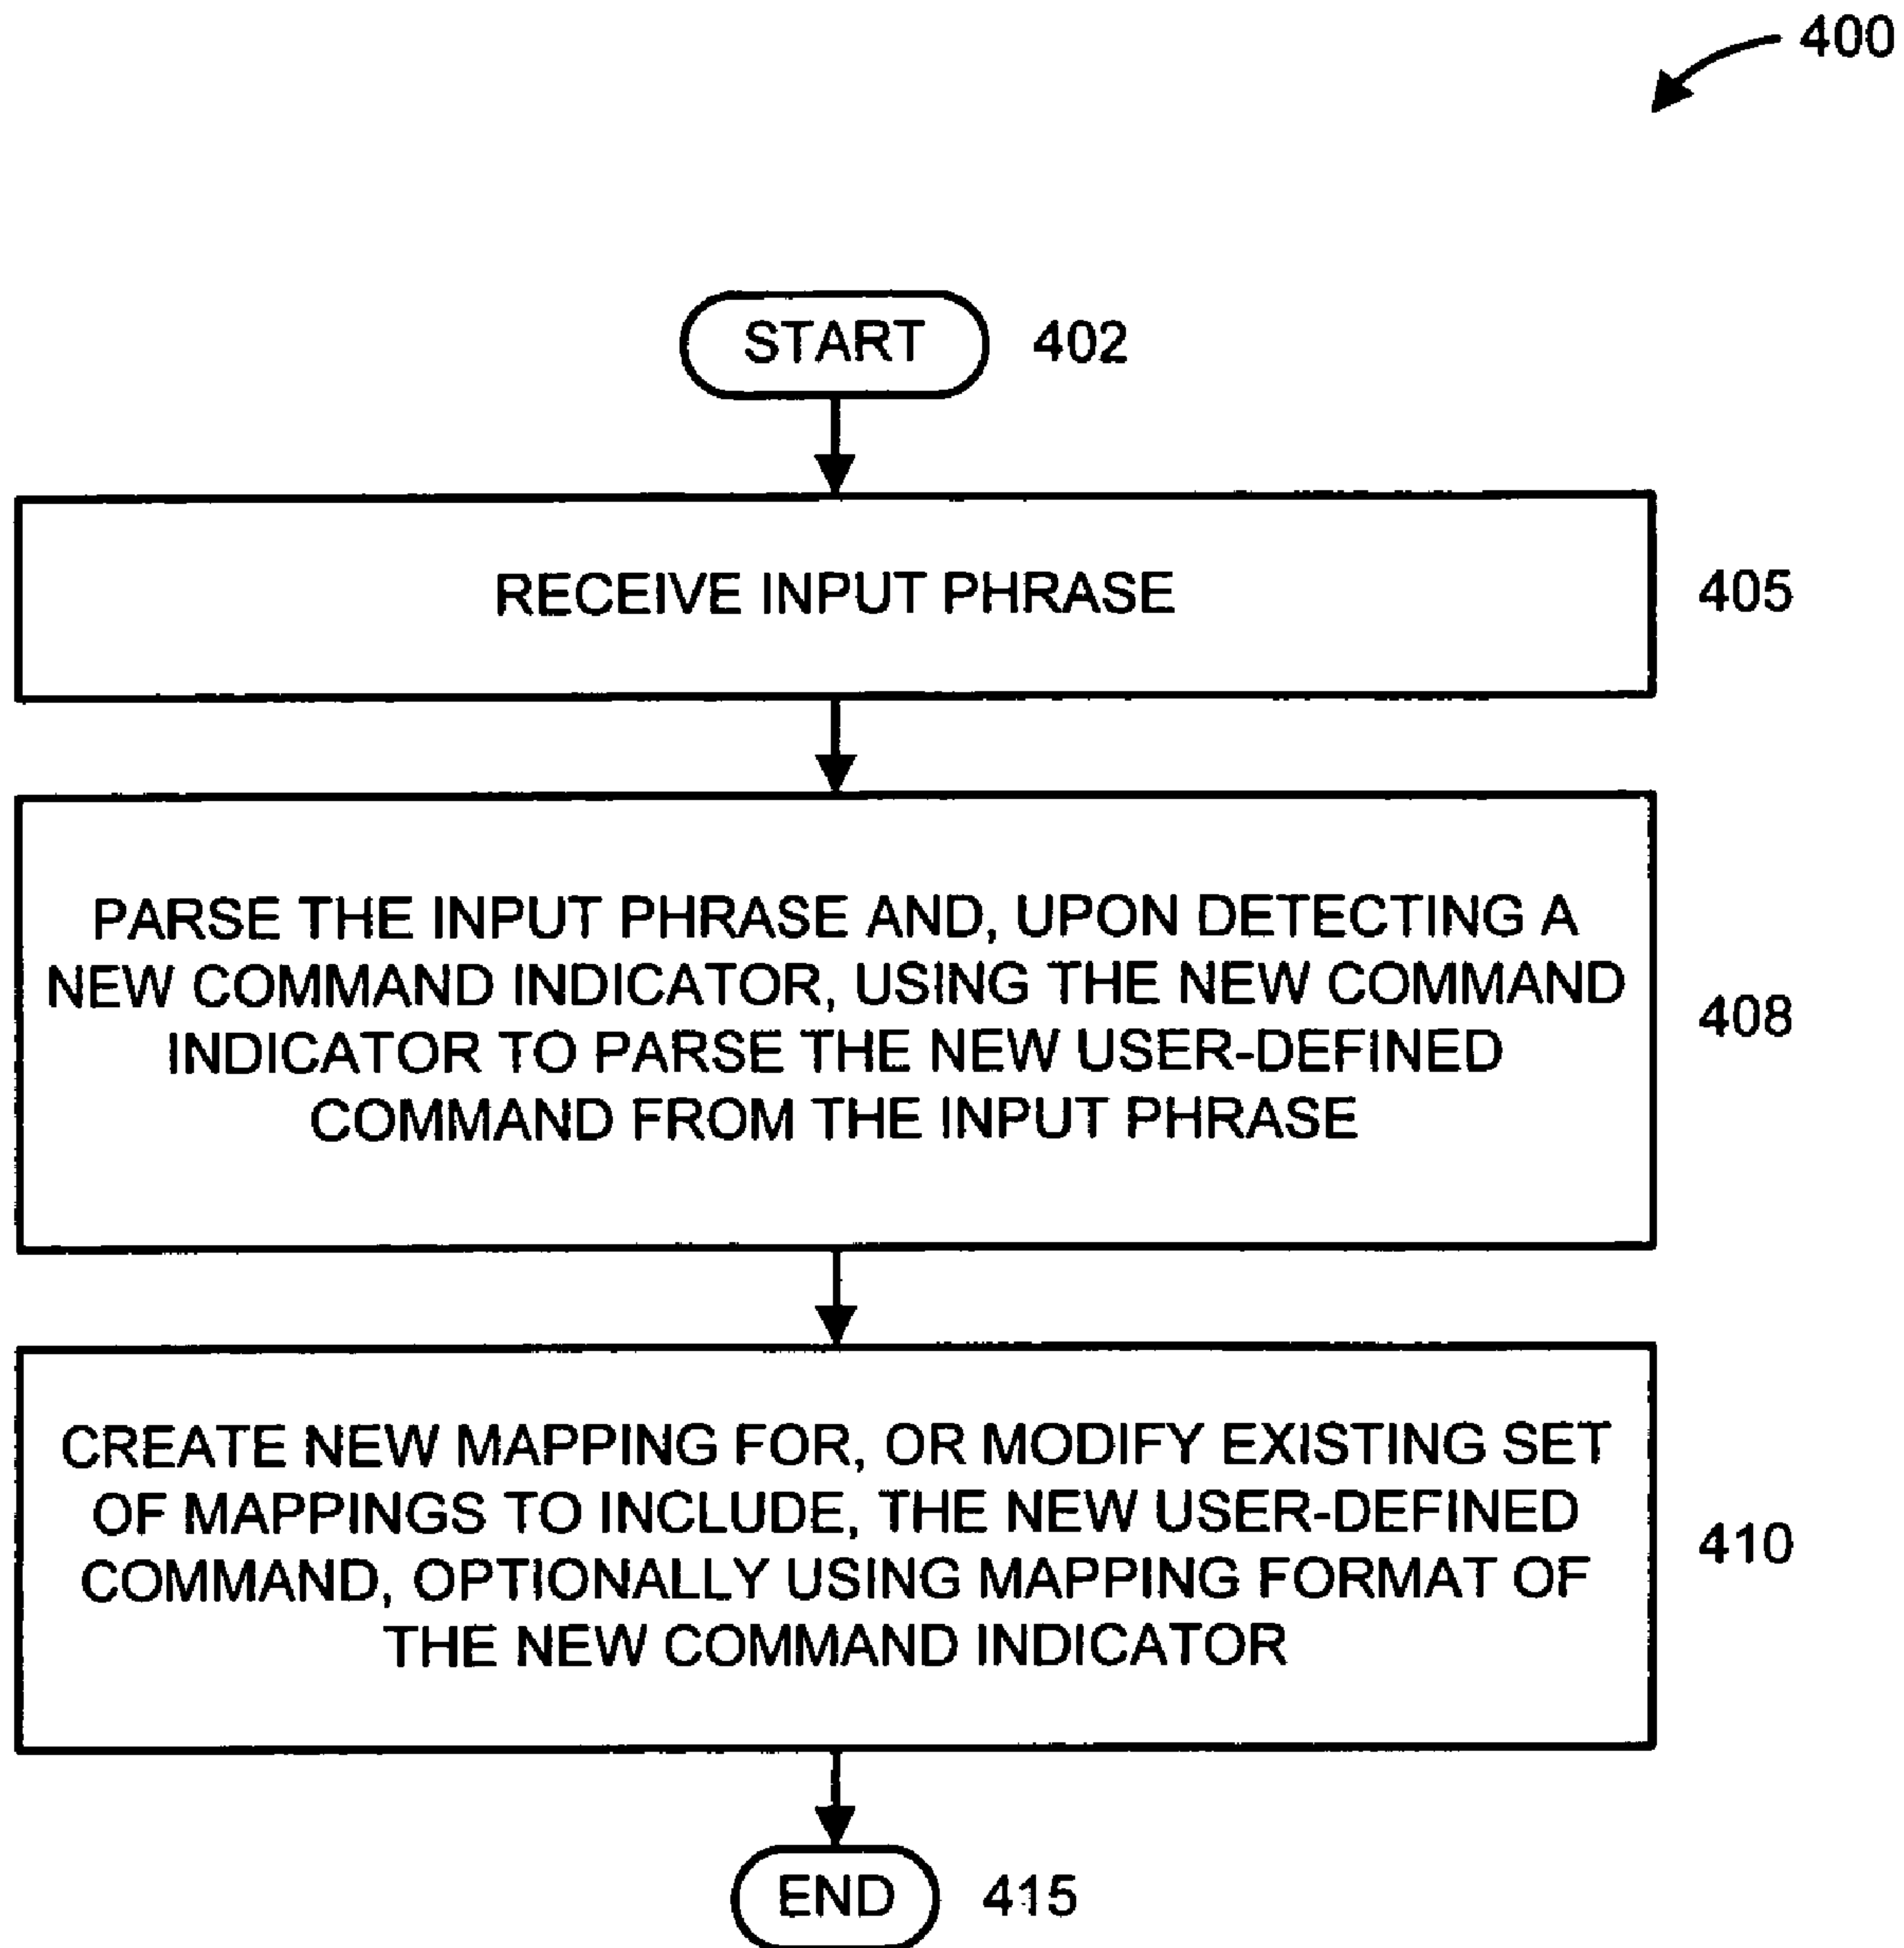 400
START 402
RECEIVE INPUT PHRASE 405
PARSE THE INPUT PHRASE AND, UPON DETECTING A
NEW COMMAND INDICATOR, USING THE NEW COMMAND
INDICATOR TO PARSE THE NEW USER-DEFINED
COMMAND FROM THE INPUT PHRASE
408
CREATE NEW MAPPING FOR, OR MODIFY EXISTING SET
OF MAPPINGS TO INCLUDE, THE NEW USER-DEFINED
COMMAND, OPTIONALLY USING MAPPING FORMAT OF
THE NEW COMMAND INDICATOR
410
END 415